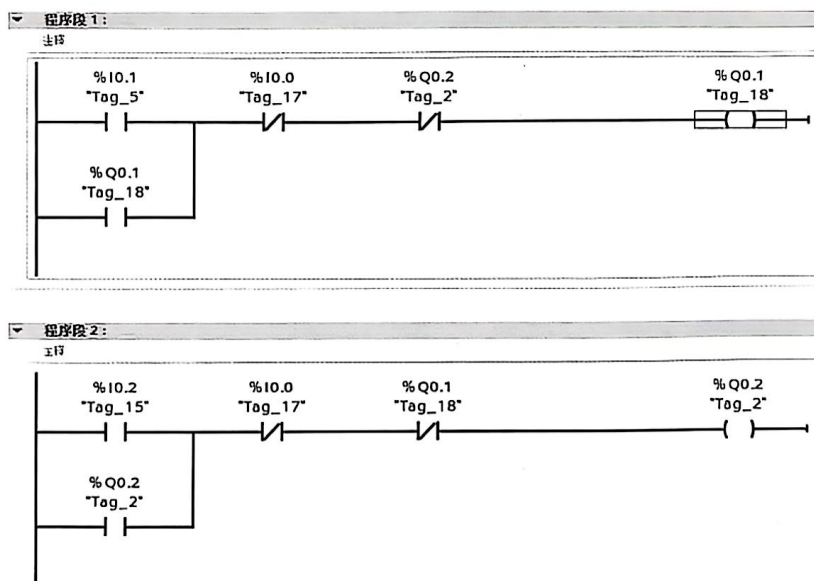 程序段 1：
注释
%I0.1 %I0.0 %Q0.2 %Q0.1
"Tag_5" "Tag_17" "Tag_2" "Tag_18"
%Q0.1
"Tag_18"
程序段 2：
%I0.2 %I0.0 %Q0.1 %Q0.2
"Tag_15" "Tag_17" "Tag_18" "Tag_2"
%Q0.2
"Tag_2"